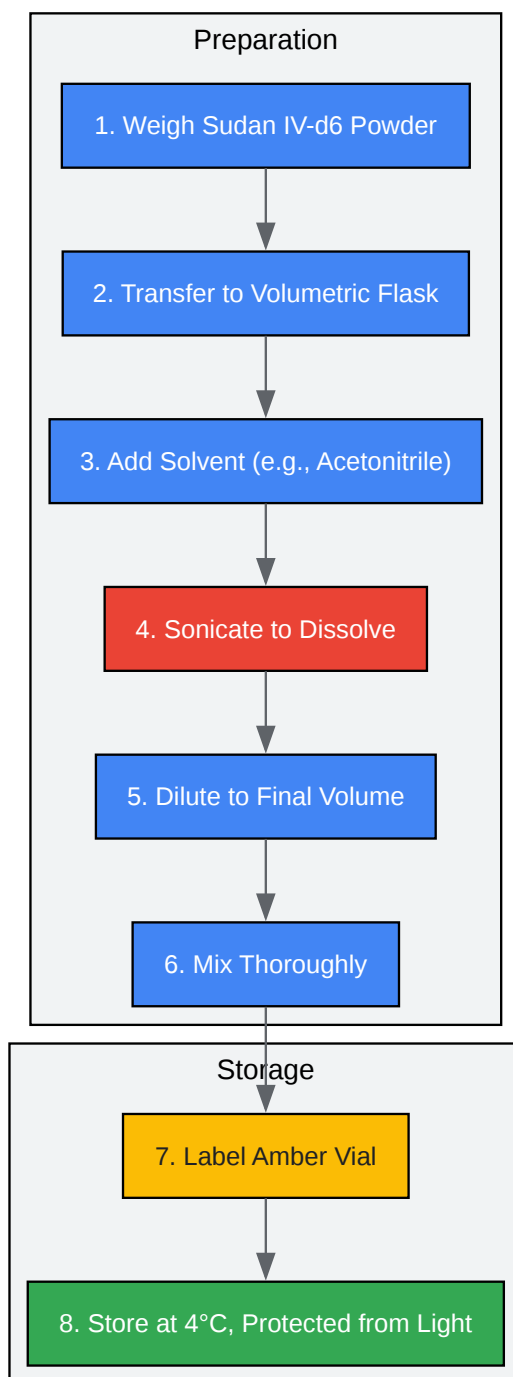 Preparation
1. Weigh Sudan IV-d6 Powder
2. Transfer to Volumetric Flask
3. Add Solvent (e.g., Acetonitrile)
4. Sonicate to Dissolve
5. Dilute to Final Volume
6. Mix Thoroughly
Storage
7. Label Amber Vial
8. Store at 4°C, Protected from Light